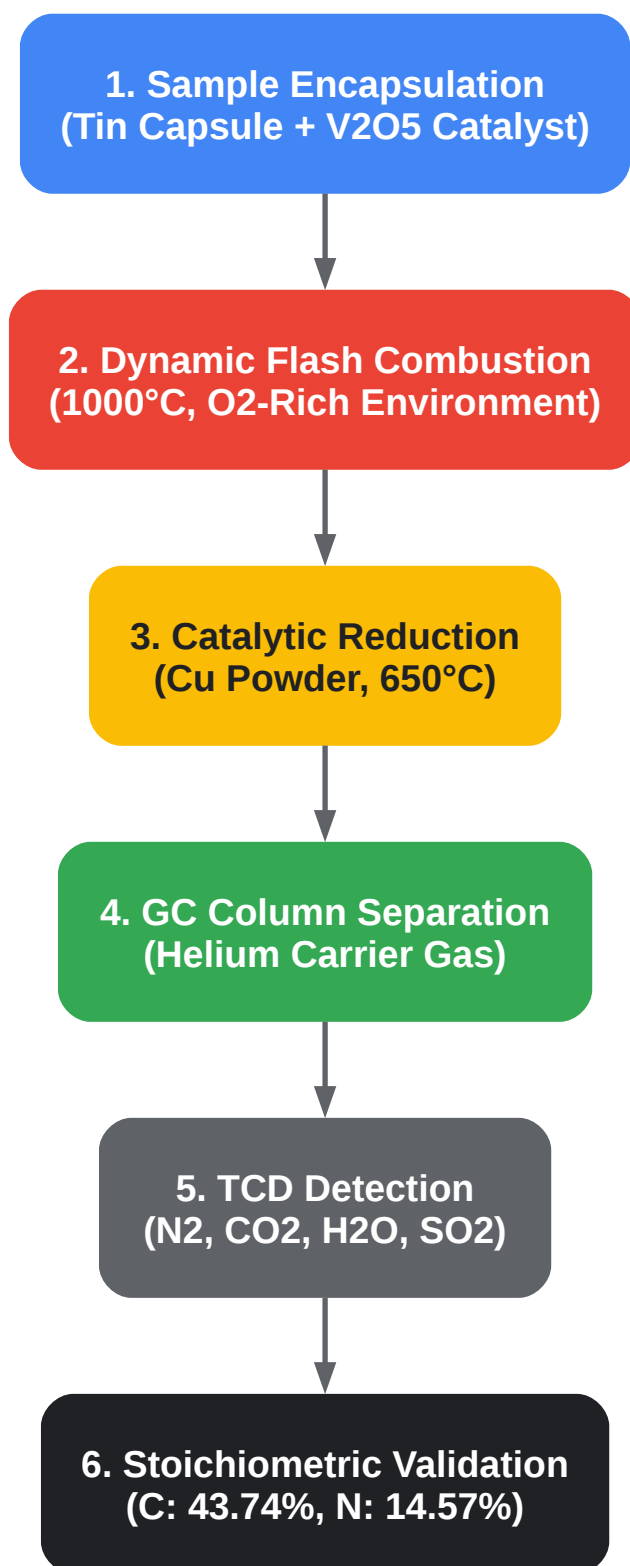 1. Sample Encapsulation
(Tin Capsule + V2O5 Catalyst)
2. Dynamic Flash Combustion
(1000°C, O2-Rich Environment)
3. Catalytic Reduction
(Cu Powder, 650°C)
4. GC Column Separation
(Helium Carrier Gas)
5. TCD Detection
(N2, CO2, H2O, SO2)
6. Stoichiometric Validation
(C: 43.74%, N: 14.57%)